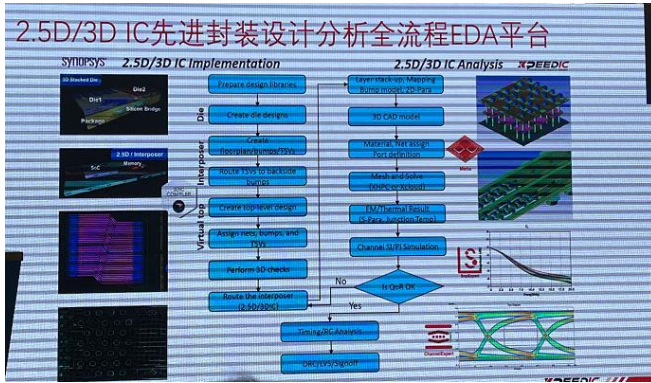 2.5D/3D IC先进封装设计分析全流程EDA平台
SYNOPSYS
2.5D/3D IC Implementation
2.5D/3D IC Analysis
XPEEDIC
3D Stacked Die
Die2
Die1
Silicon Bridge
Package
2.5D / Interposer
Memory
SoC
COMPILER
Die
Interposer
Virtual top
Prepare design libraries
Create die designs
Create
floorplan/bumps/TSVs
Route TSVs to backside
bumps
Create top-level design
Assign nets, bumps, and
TSVs
Perform 3D checks
Route the interposer
(2.5D/3DIC)
Layer stack-up, Mapping
Bump model, 2D-Para
3D CAD model
Material, Net assign
Port definition
Mesh and Solve
EM/Thermal Result
(S-Para, Junction Temp)
Channel SI/PI Simulation
Is QoR OK
No
Yes
Timing/RC Analysis
DRC/LVS/Signoff
Metis
ChannelExpert
XPEEDIC